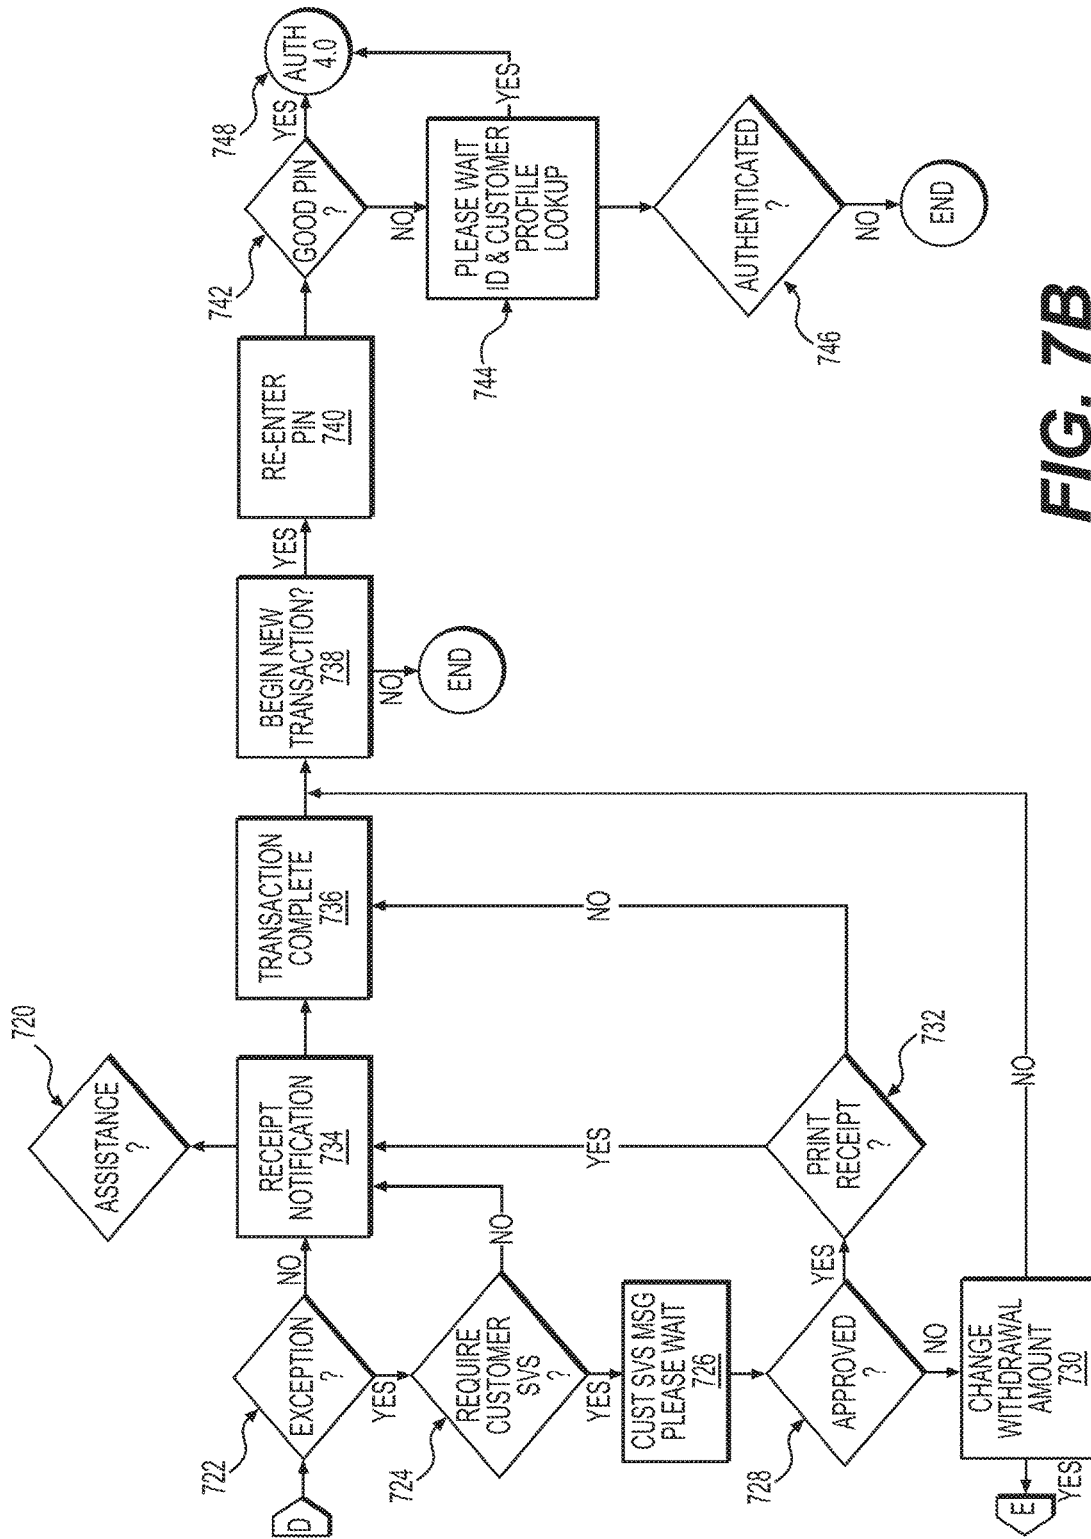 D
722
EXCEPTION
?
NO
YES
724
REQUIRE
CUSTOMER
SVS
?
NO
YES
CUST SVS MSG
PLEASE WAIT
726
728
APPROVED
?
YES
NO
CHANGE
WITHDRAWAL
AMOUNT
730
YES
E
NO
720
ASSISTANCE
?
RECEIPT
NOTIFICATION
734
YES
PRINT
RECEIPT
?
732
NO
TRANSACTION
COMPLETE
736
BEGIN NEW
TRANSACTION?
738
NO
END
YES
RE-ENTER
PIN
740
742
GOOD PIN
?
YES
748
AUTH
4.0
NO
744
PLEASE WAIT
ID & CUSTOMER
PROFILE
LOOKUP
YES
746
AUTHENTICATED
?
NO
END
FIG. 7B